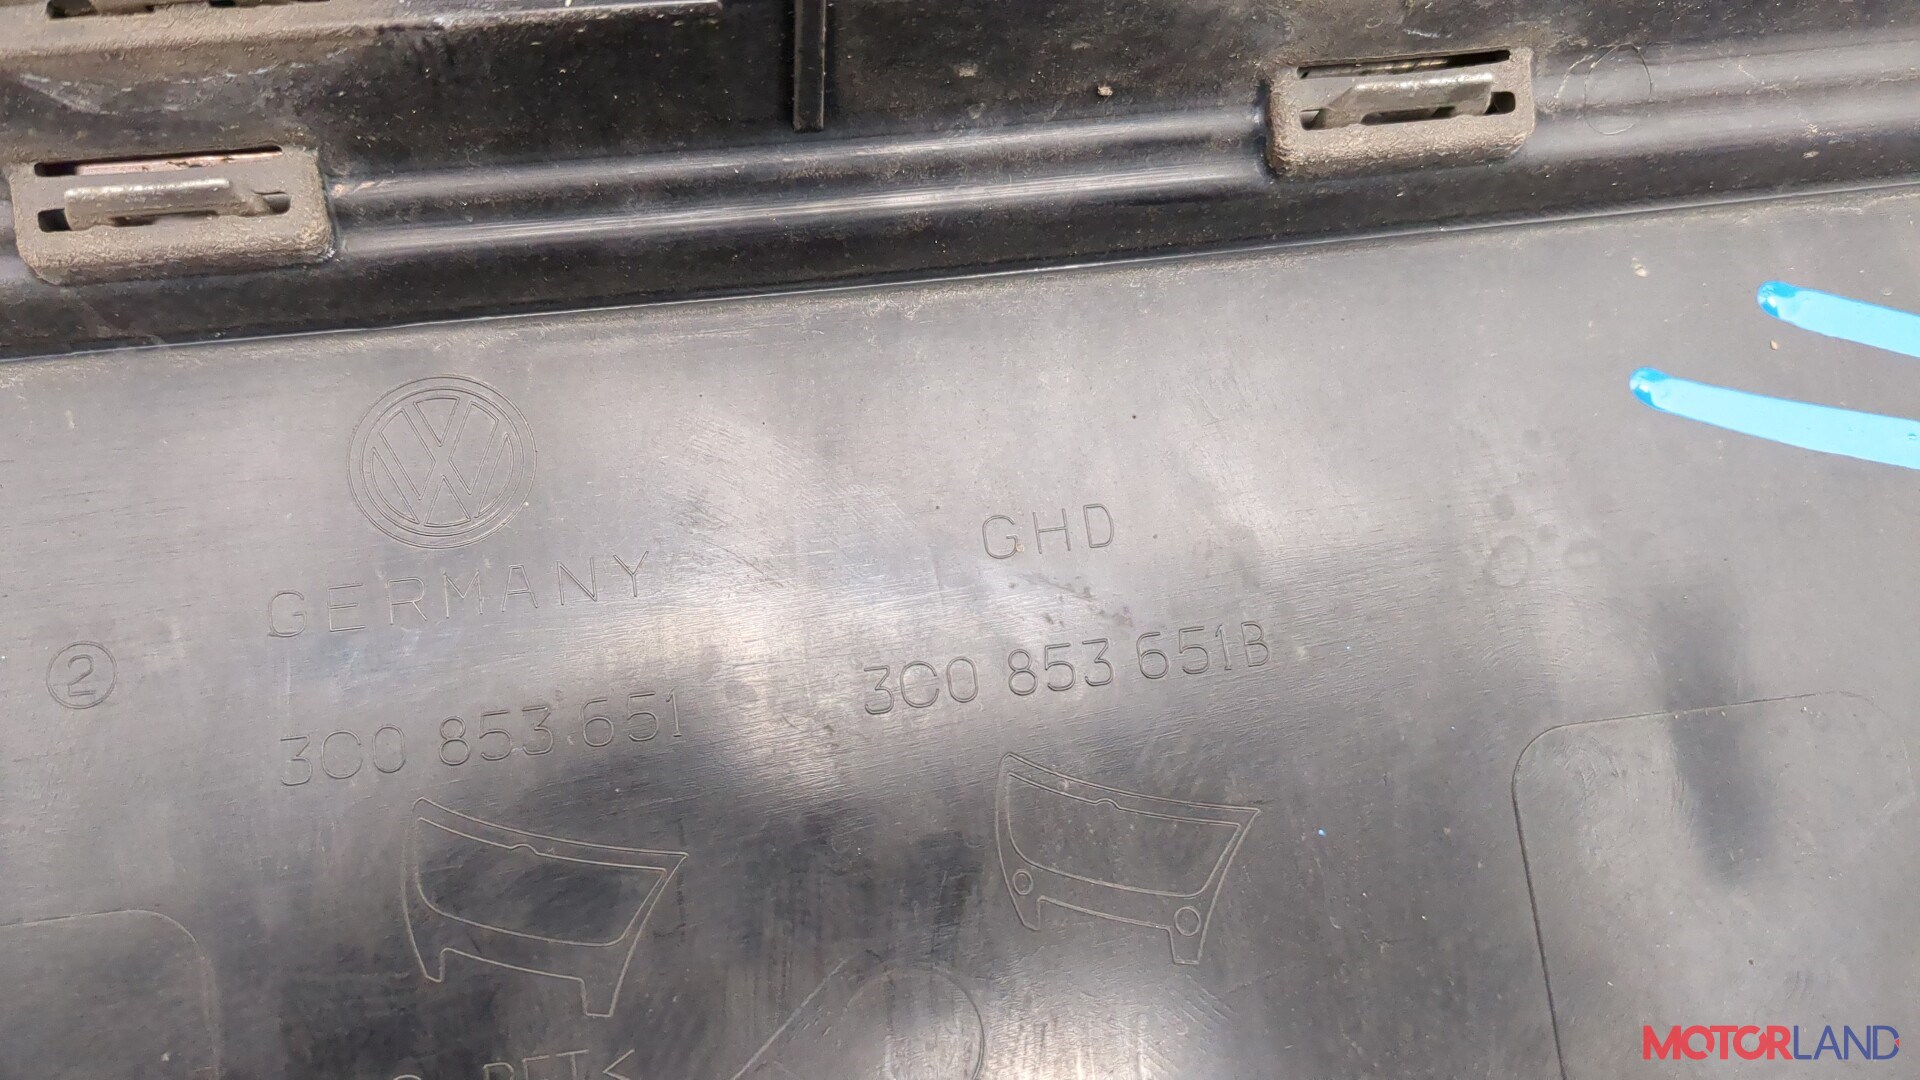 GERMANY
GHD
2
3C0 853 651
3C0 853 651B
MOTORLAND